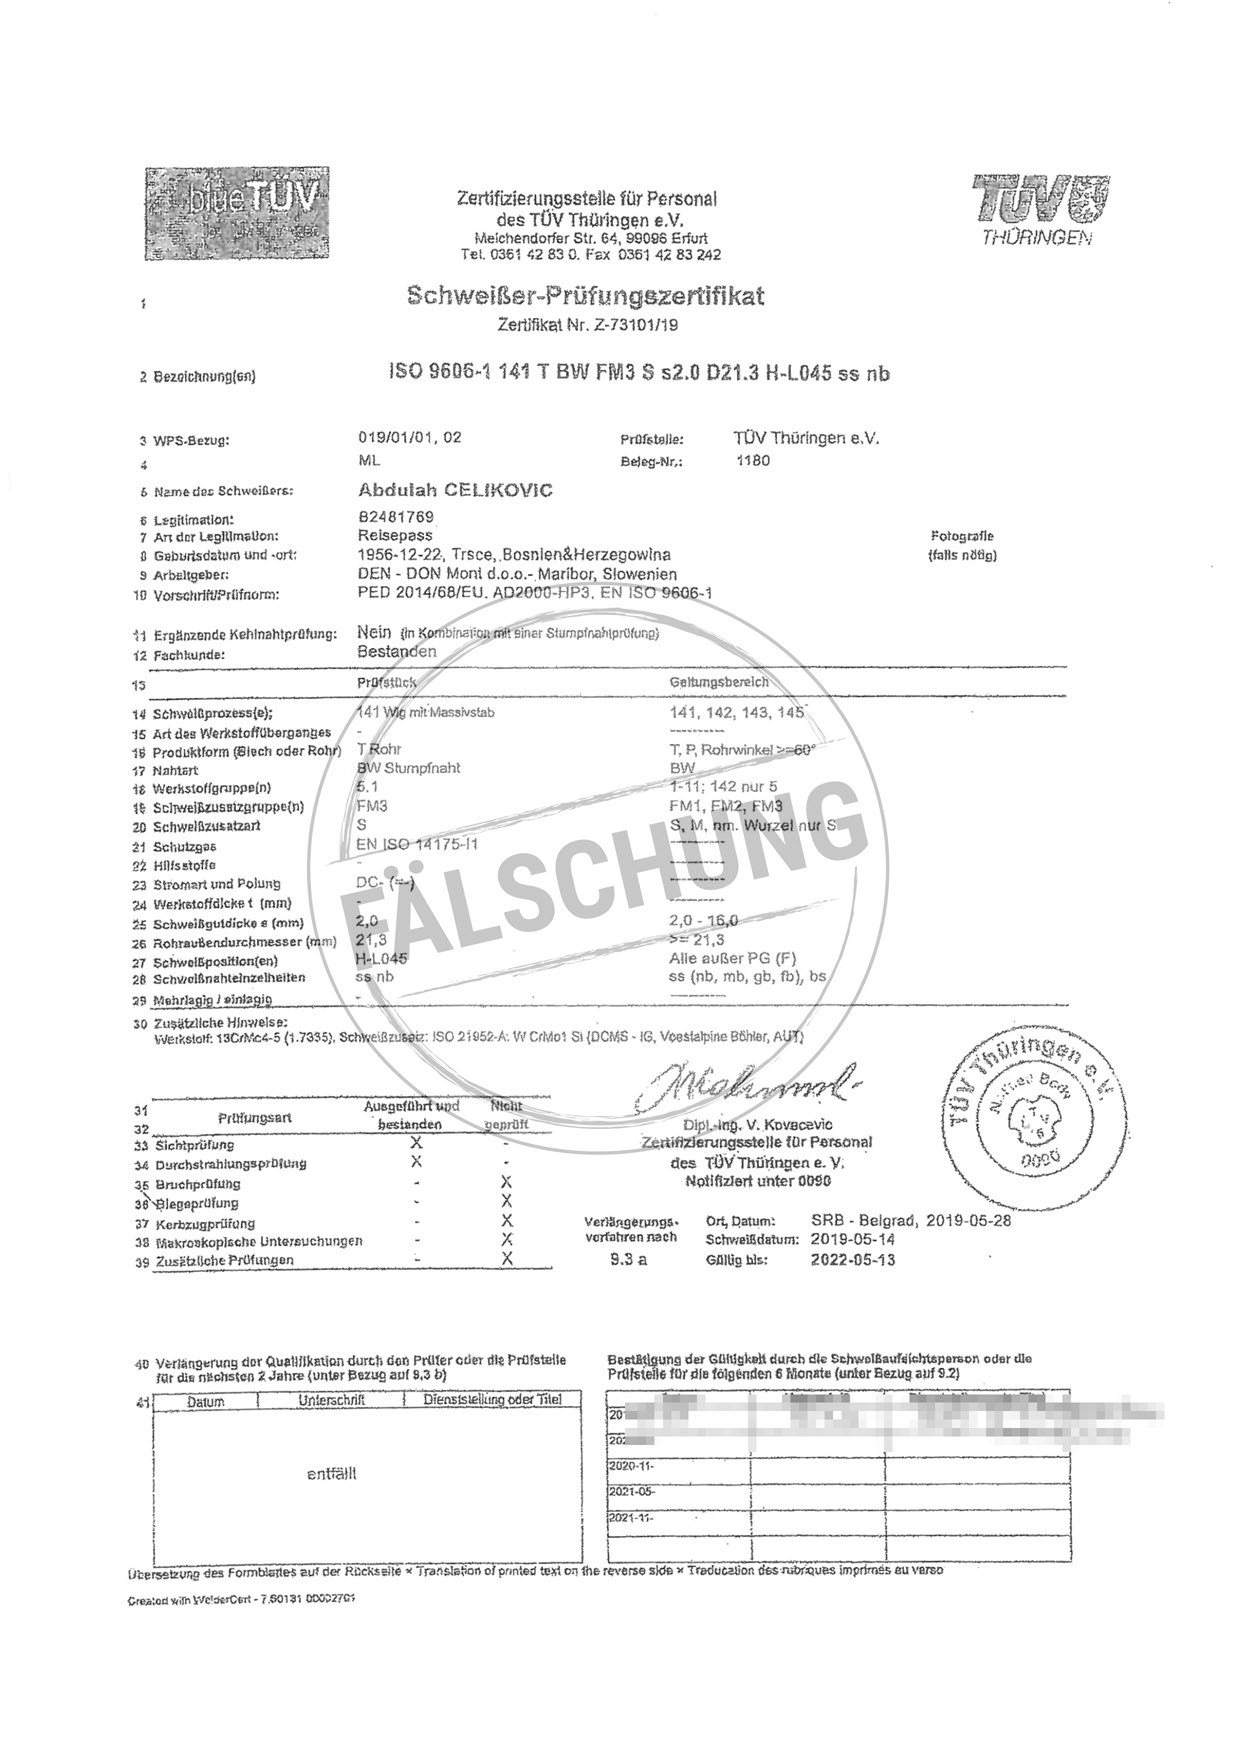 blueTÜV
Zertifizierungsstelle für Personal
des TÜV Thüringen e.V.
Melchendorfer Str. 64, 99096 Erfurt
Tel. 0361 42 83 0. Fax 0361 42 83 242
TÜV
THÜRINGEN
1 Schweißer-Prüfungszertifikat
Zertifikat Nr. Z-73101/19
2 Bezeichnung(en) ISO 9606-1 141 T BW FM3 S s2.0 D21.3 H-L045 ss nb
3 WPS-Bezug: 019/01/01, 02 Prüfstelle: TÜV Thüringen e.V.
4 ML Beleg-Nr.: 1180
5 Name des Schweißers: Abdulah CELIKOVIC
6 Legitimation: B2481769
7 Art der Legitimation: Reisepass Fotografie
8 Geburtsdatum und -ort: 1956-12-22, Trsce, Bosnien&Herzegowina (falls nötig)
9 Arbeitgeber: DEN - DON Mont d.o.o.- Maribor, Slowenien
10 Vorschrift/Prüfnorm: PED 2014/68/EU. AD2000-HP3, EN ISO 9606-1
11 Ergänzende Kehlnahtprüfung: Nein (in Kombination mit einer Stumpfnahtprüfung)
12 Fachkunde: Bestanden
13 Prüfstück Geltungsbereich
14 Schweißprozess(e): 141 Wig mit Massivstab 141, 142, 143, 145
15 Art des Werkstoffüberganges - ---------
16 Produktform (Blech oder Rohr) T Rohr T, P, Rohrwinkel >=60°
17 Nahtart BW Stumpfnaht BW
18 Werkstoffgruppe(n) 5.1 1-11; 142 nur 5
19 Schweißzusatzgruppe(n) FM3 FM1, FM2, FM3
20 Schweißzusatzart S S, M, nm. Wurzel nur S
21 Schutzgas EN ISO 14175-I1 ---------
22 Hilfsstoffe - ---------
23 Stromart und Polung DC- (=-)
24 Werkstoffdicke t (mm) - ---------
25 Schweißgutdicke s (mm) 2,0 2,0 - 16,0
26 Rohraußendurchmesser (mm) 21,3 >= 21,3
27 Schweißposition(en) H-L045 Alle außer PG (F)
28 Schweißnahteinzelheiten ss nb ss (nb, mb, gb, fb), bs
29 Mehrlagig / einlagig - ---------
FÄLSCHUNG
30 Zusätzliche Hinweise:
Werkstoff: 13CrMo4-5 (1.7335), Schweißzusatz: ISO 21952-A: W CrMo1 Si (DCMS - IG, Voestalpine Böhler, AUT)
31 Prüfungsart Ausgeführt und Nicht
32 bestanden geprüft
33 Sichtprüfung X -
34 Durchstrahlungsprüfung X -
35 Bruchprüfung - X
36 Biegeprüfung - X
37 Kerbzugprüfung - X
38 Makroskopische Untersuchungen - X
39 Zusätzliche Prüfungen - X
Dipl.-Ing. V. Kovacevic
Zertifizierungsstelle für Personal
des TÜV Thüringen e. V.
Notifiziert unter 0090
TÜV Thüringen e.V.
Notified Body
0090
Verlängerungs- Ort, Datum: SRB - Belgrad, 2019-05-28
verfahren nach Schweißdatum: 2019-05-14
9.3 a Gültig bis: 2022-05-13
40 Verlängerung der Qualifikation durch den Prüfer oder die Prüfstelle
für die nächsten 2 Jahre (unter Bezug auf 9,3 b)
41 Datum Unterschrift Dienststellung oder Titel
entfällt
Bestätigung der Gültigkeit durch die Schweißaufsichtsperson oder die
Prüfstelle für die folgenden 6 Monate (unter Bezug auf 9.2)
2020-11-
2021-05-
2021-11-
Übersetzung des Formblattes auf der Rückseite × Translation of printed text on the reverse side × Traducation des rubriques imprimés au verso
Created with WelderCert - 7.50131 00002701